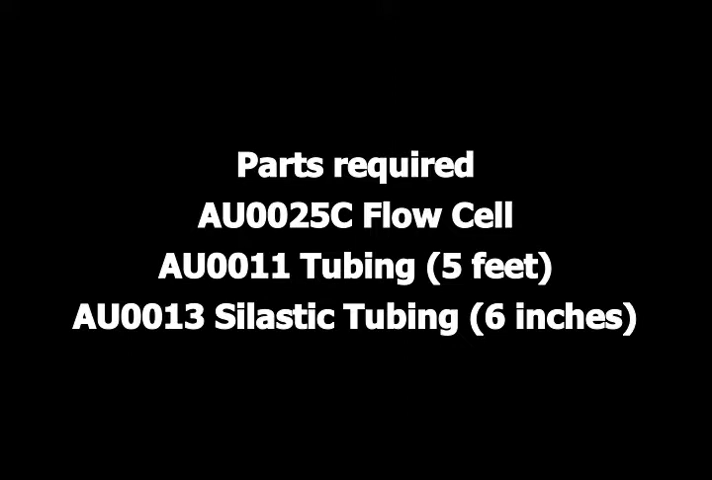 Parts required
AU0025C Flow Cell
AU0011 Tubing (5 feet)
AU0013 Silastic Tubing (6 inches)